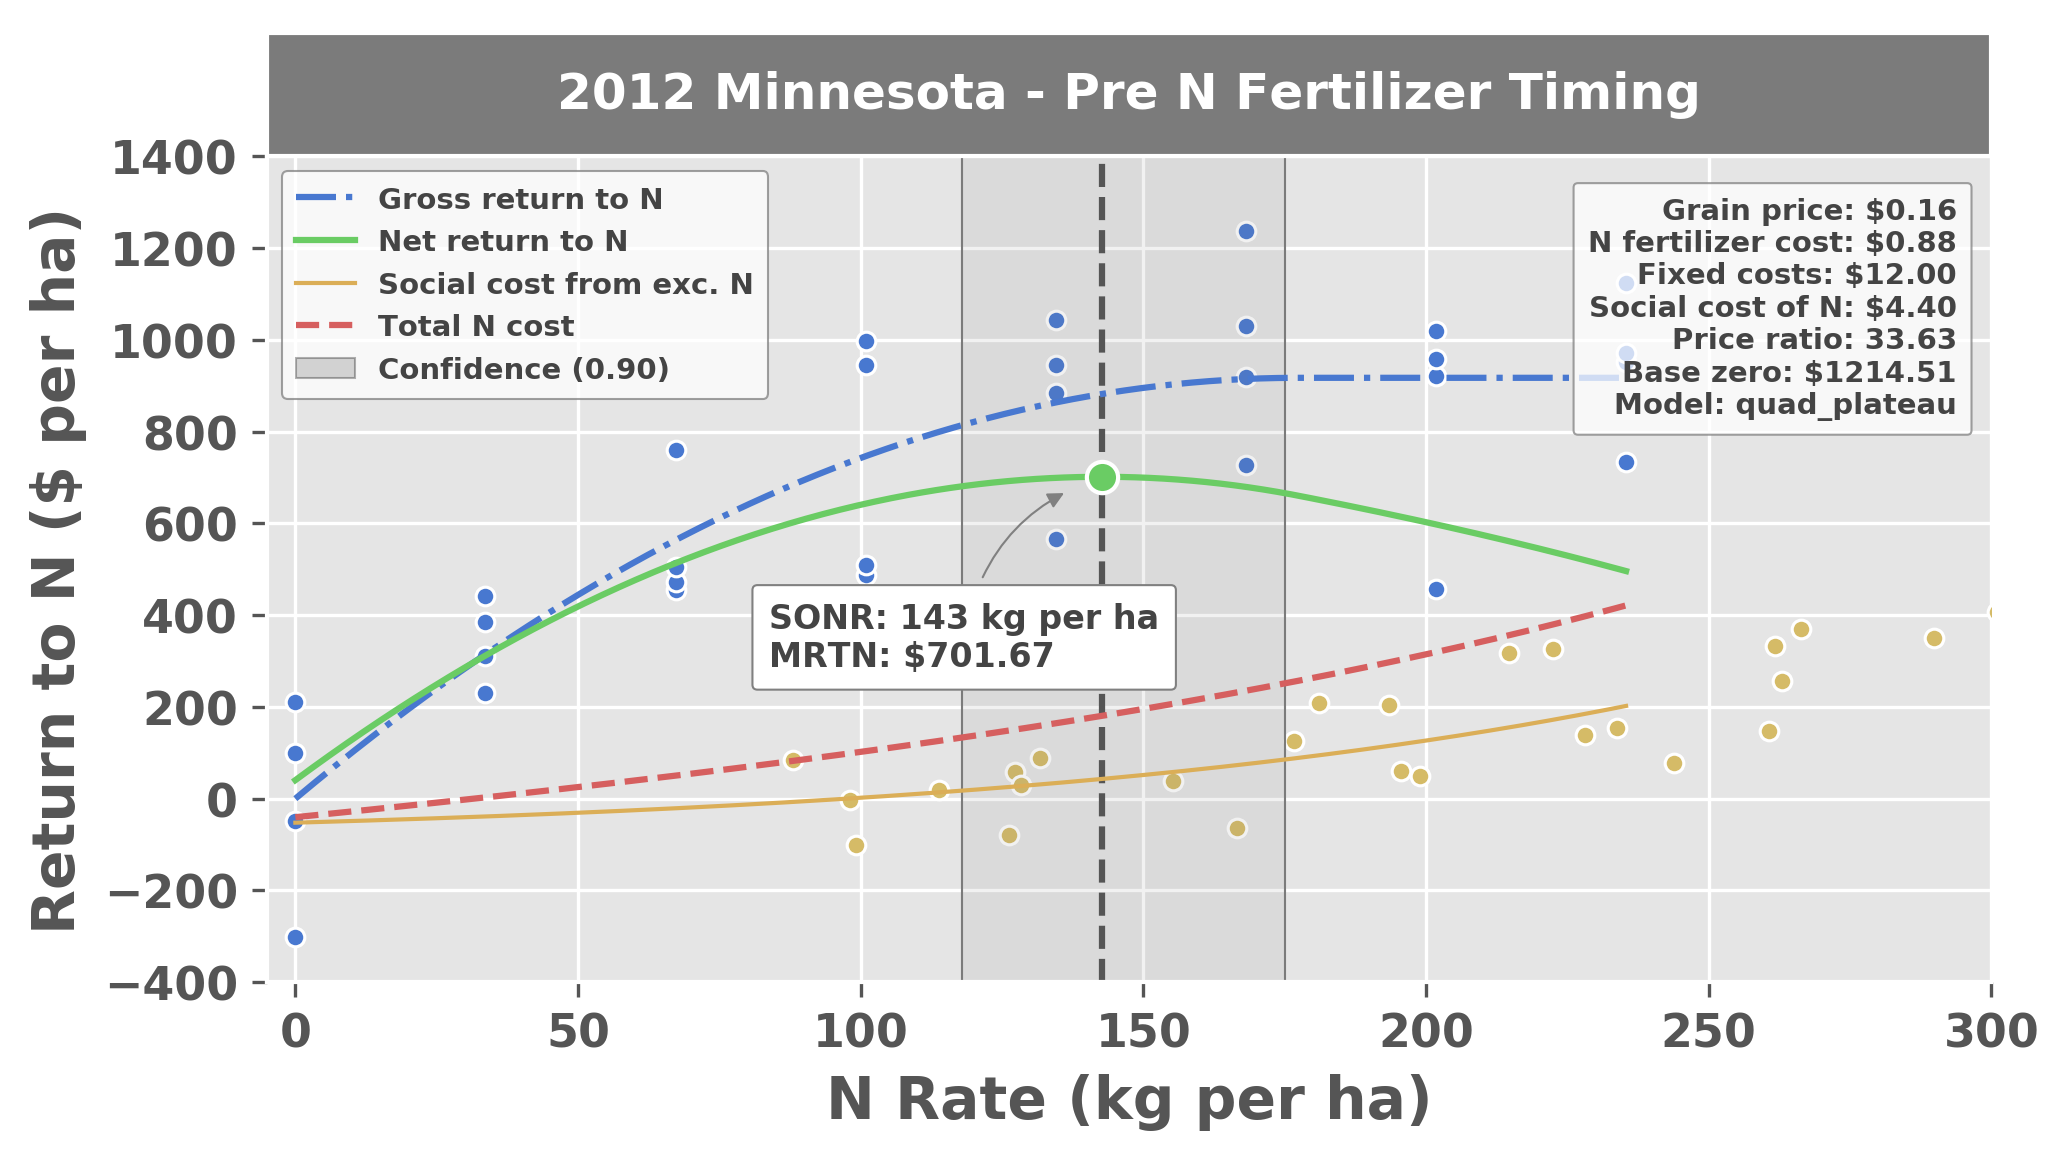 2012 Minnesota - Pre N Fertilizer Timing
Return to N ($ per ha)
1400
1200
1000
800
600
400
200
0
−200
−400
Gross return to N
Net return to N
Social cost from exc. N
Total N cost
Confidence (0.90)
Grain price: $0.16
N fertilizer cost: $0.88
Fixed costs: $12.00
Social cost of N: $4.40
Price ratio: 33.63
Base zero: $1214.51
Model: quad_plateau
SONR: 143 kg per ha
MRTN: $701.67
0 50 100 150 200 250 300
N Rate (kg per ha)